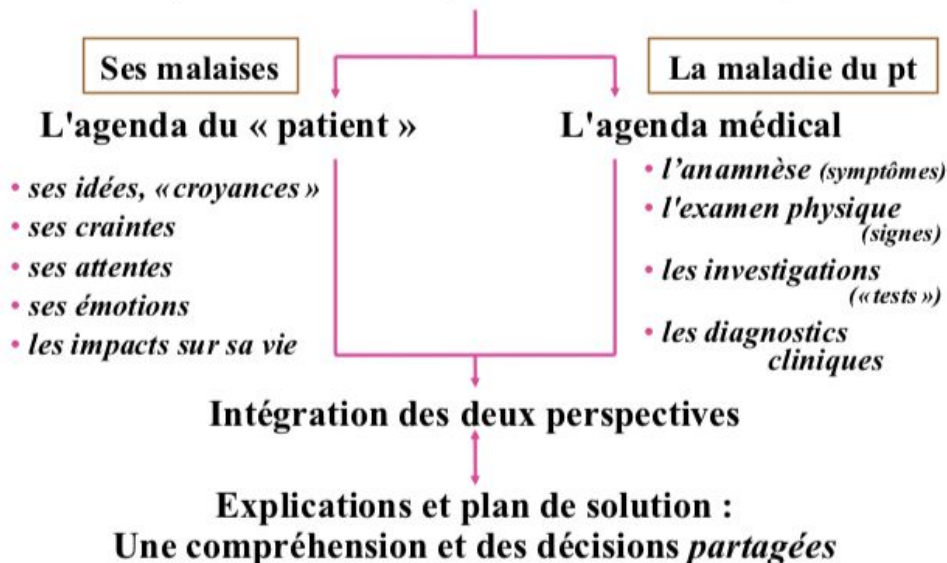 Ses malaises
L'agenda du « patient »
• ses idées, « croyances »
• ses craintes
• ses attentes
• ses émotions
• les impacts sur sa vie
La maladie du pt
L'agenda médical
• l’anamnèse (symptômes)
• l'examen physique
(signes)
• les investigations
(« tests »)
• les diagnostics
cliniques
Intégration des deux perspectives
Explications et plan de solution :
Une compréhension et des décisions partagées